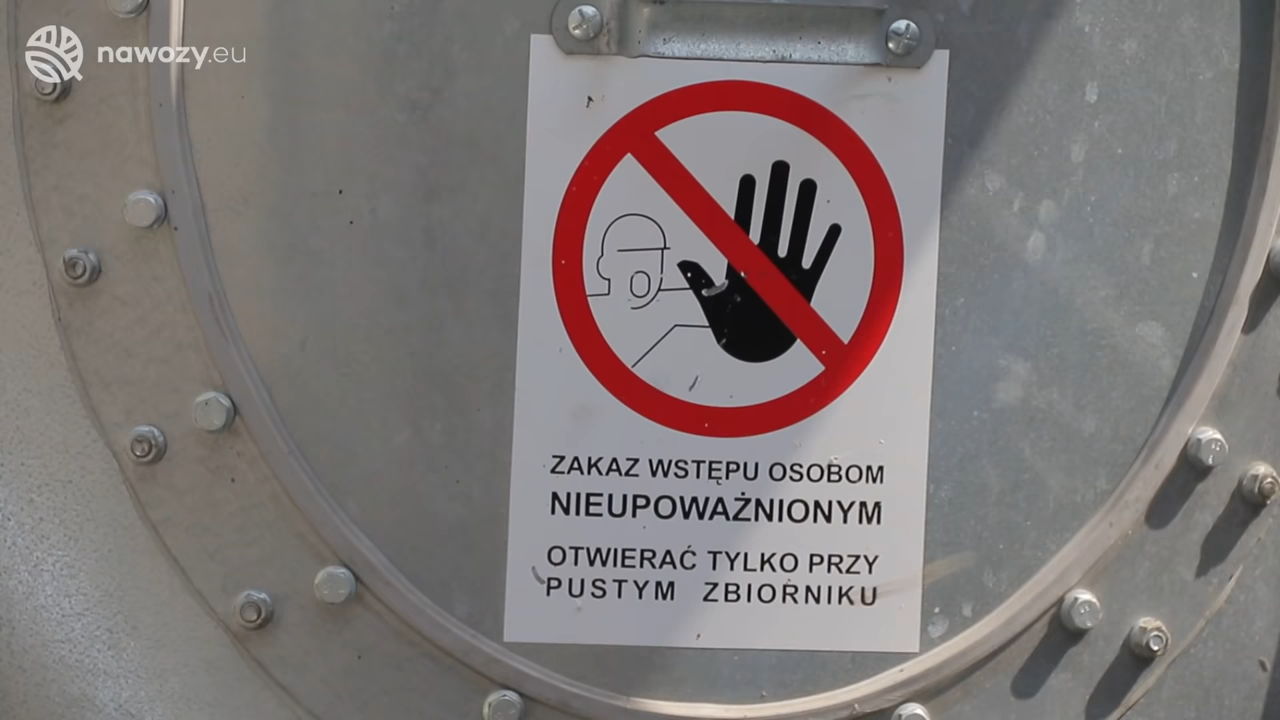 nawozy.eu
ZAKAZ WSTĘPU OSOBOM
NIEUPOWAŻNIONYM
OTWIERAĆ TYLKO PRZY
PUSTYM ZBIORNIKU